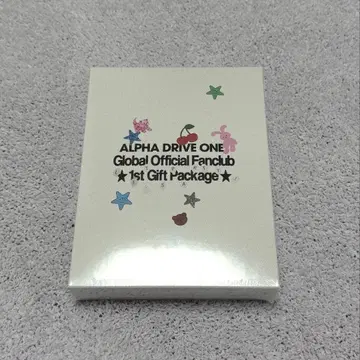 ALPHA DRIVE ONE
Global Official Fanclub
★1st Gift Package★